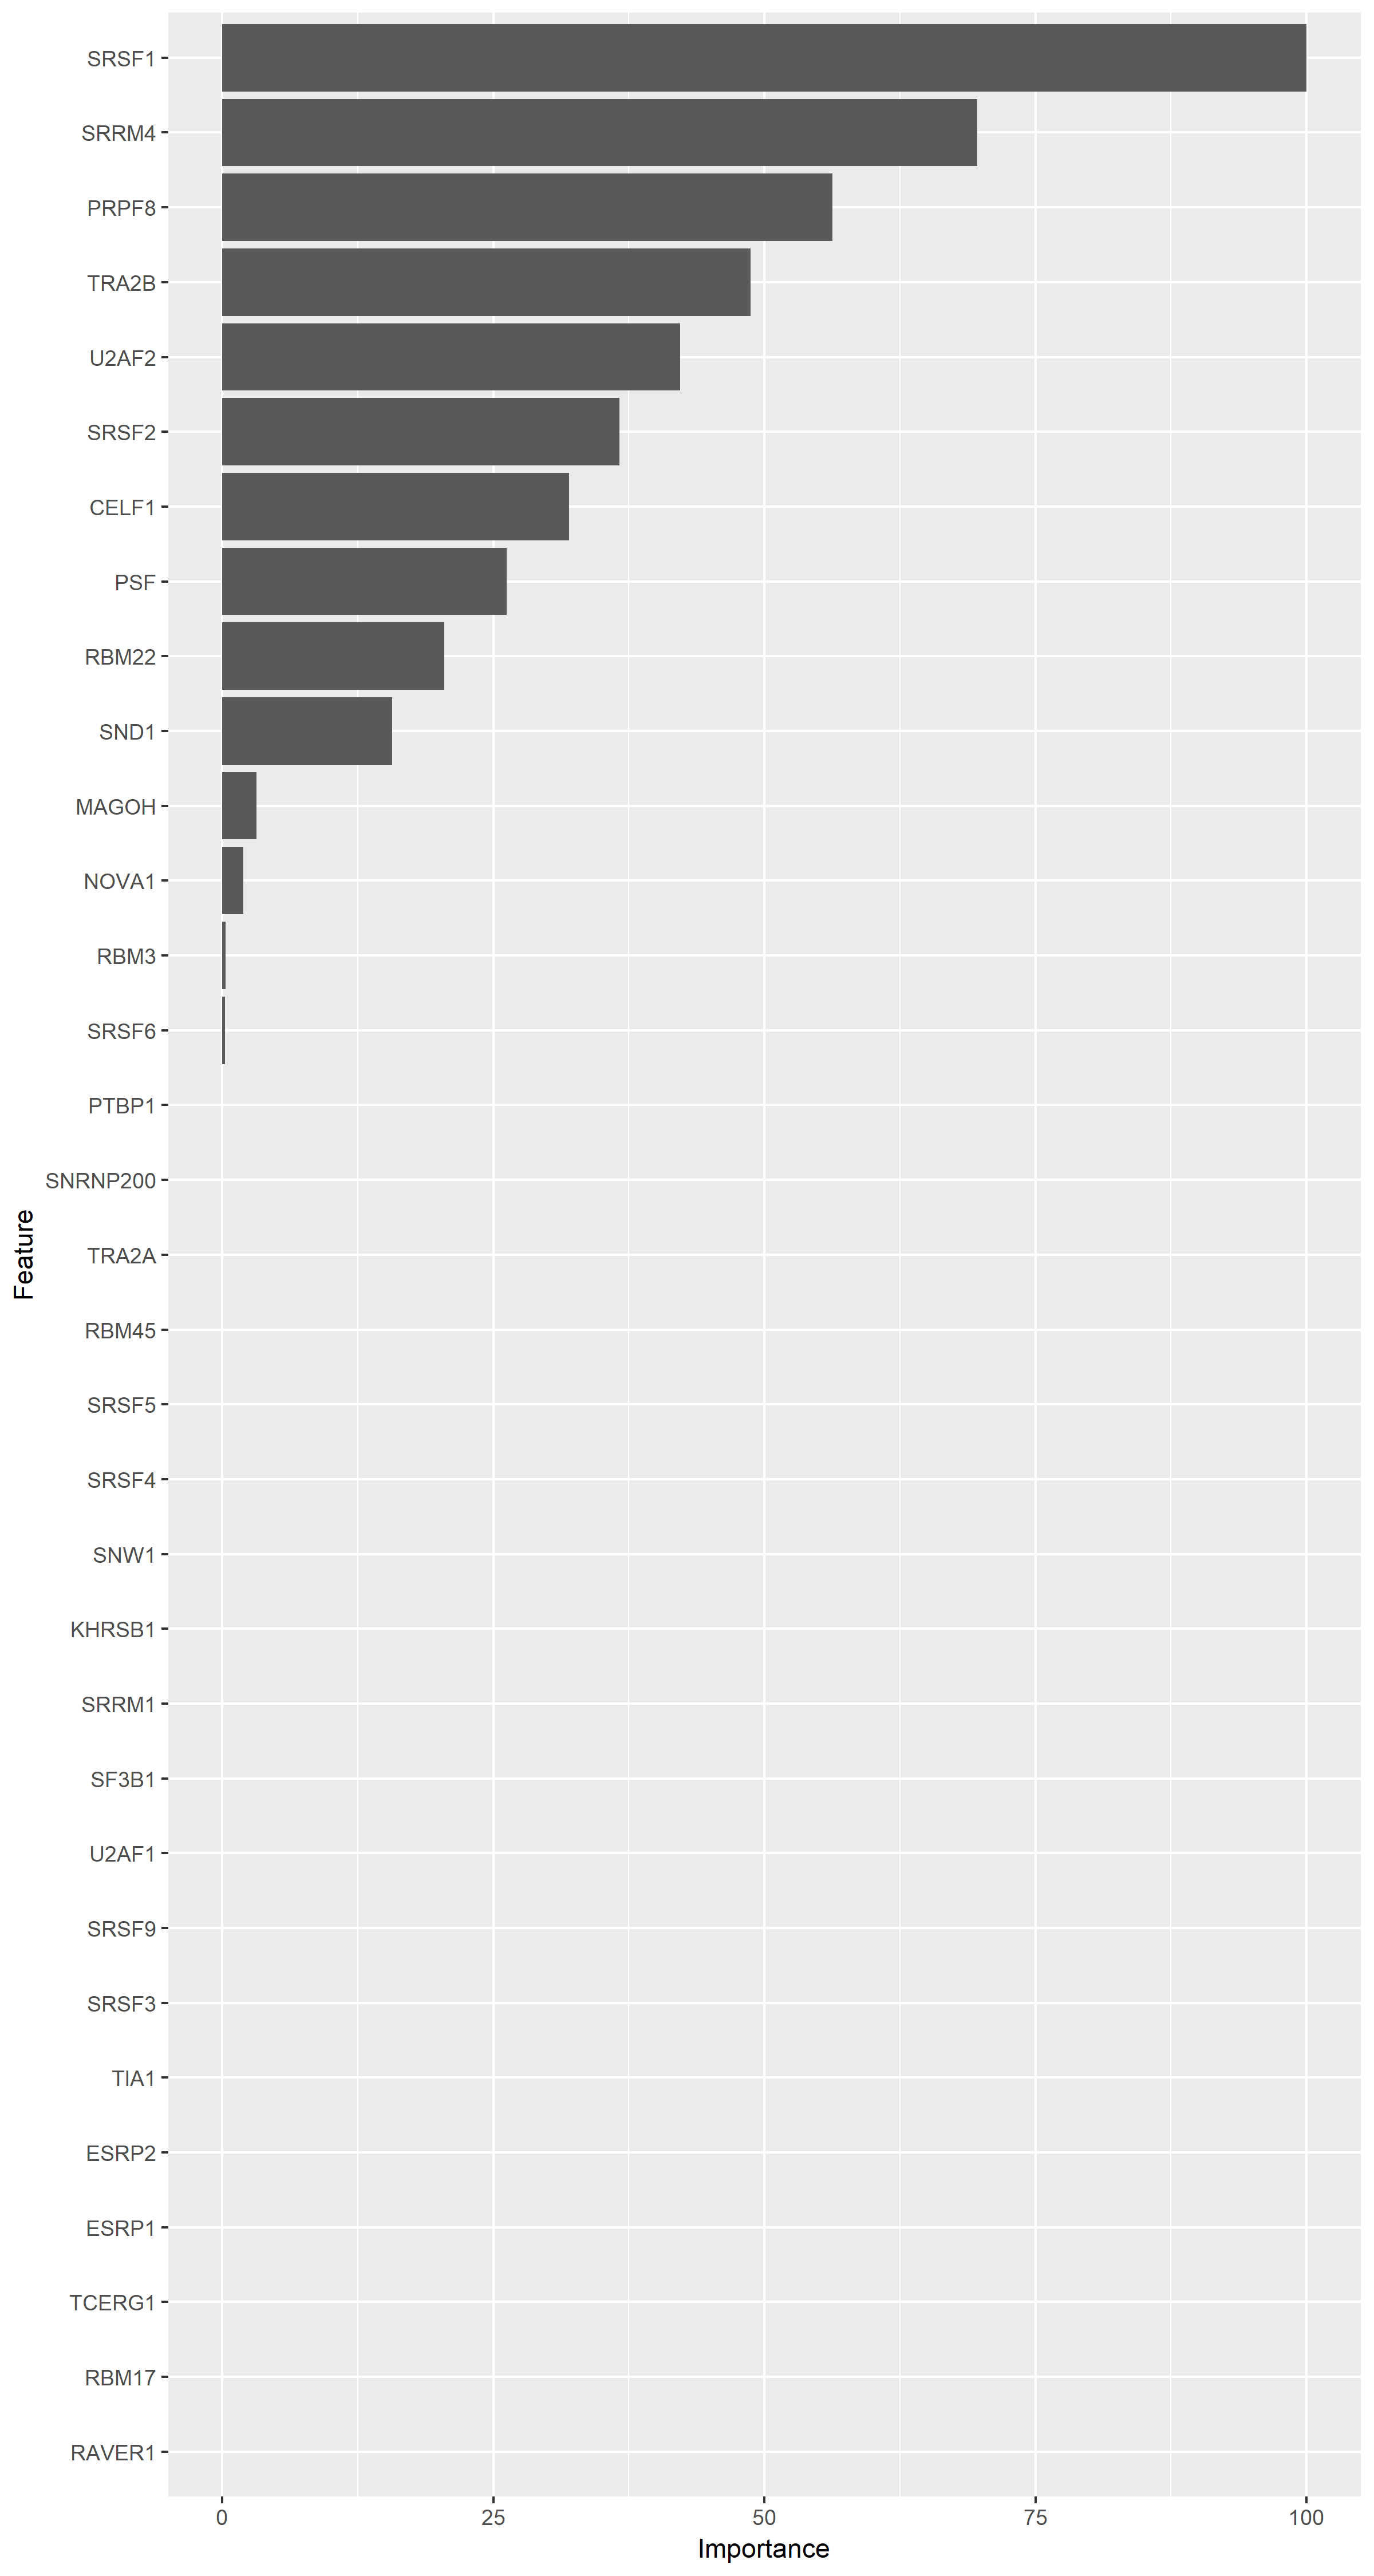 SRSF1
SRRM4
PRPF8
TRA2B
U2AF2
SRSF2
CELF1
PSF
RBM22
SND1
MAGOH
NOVA1
RBM3
SRSF6
PTBP1
SNRNP200
TRA2A
RBM45
SRSF5
SRSF4
SNW1
KHRSB1
SRRM1
SF3B1
U2AF1
SRSF9
SRSF3
TIA1
ESRP2
ESRP1
TCERG1
RBM17
RAVER1
Feature
0 25 50 75 100
Importance